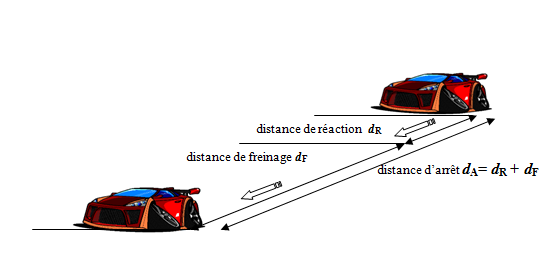 distance de réaction dR
distance de freinage dF
distance d'arrêt dA= dR + dF